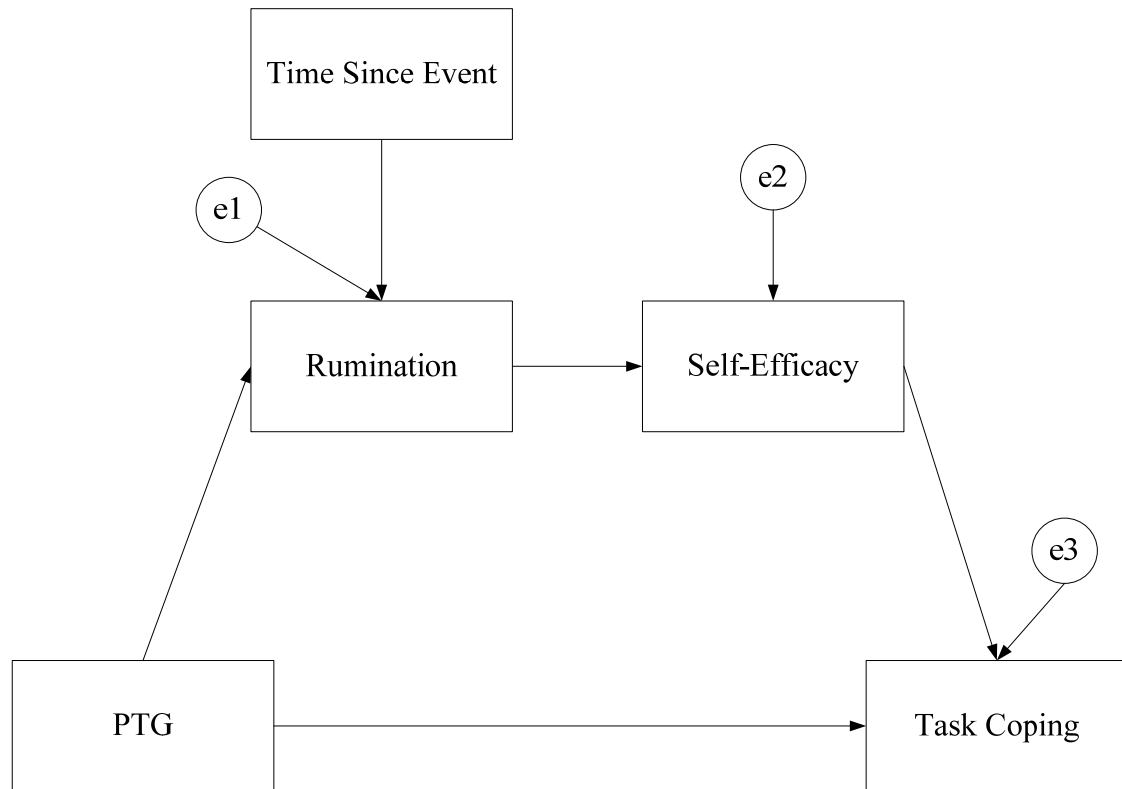 Time Since Event
e1
e2
Rumination
Self-Efficacy
e3
PTG
Task Coping